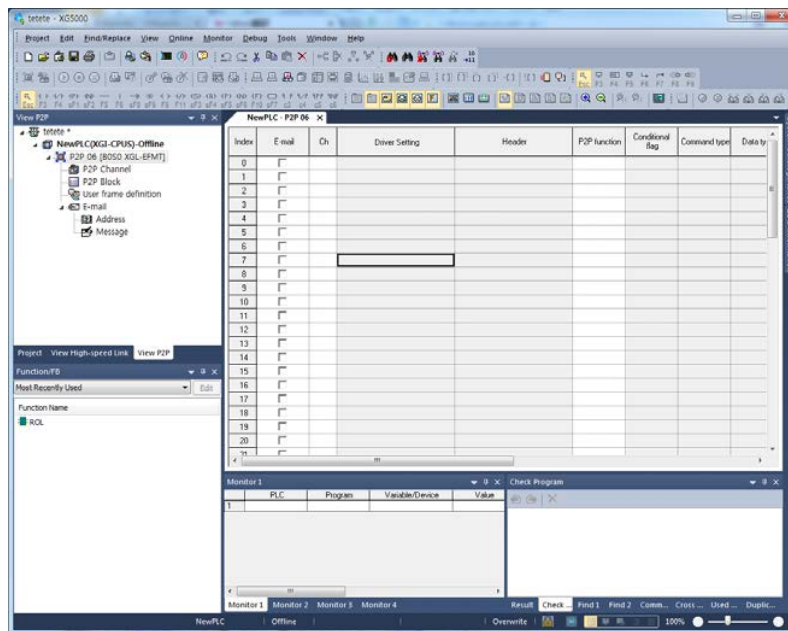 tetete - XG5000
Project Edit Find/Replace View Online Monitor Debug Tools Window Help
View P2P
NewPLC - P2P 06
tetete *
NewPLC(XGI-CPUS)-Offline
P2P 06 [B0S0 XGL-EFMT]
P2P Channel
P2P Block
User frame definition
E-mail
Address
Message
Project View High-speed Link View P2P
Index E-mail Ch Driver Setting Header P2P function Conditional flag Command type Data ty
0
1
2
3
4
5
6
7
8
9
10
11
12
13
14
15
16
17
18
19
20
21
Function/FB
Most Recently Used Edit
Function Name
ROL
Monitor 1
PLC Program Variable/Device Value
1
Check Program
Monitor 1 Monitor 2 Monitor 3 Monitor 4
Result Check ... Find 1 Find 2 Comm... Cross ... Used ... Duplic...
NewPLC Offline Overwrite 100%